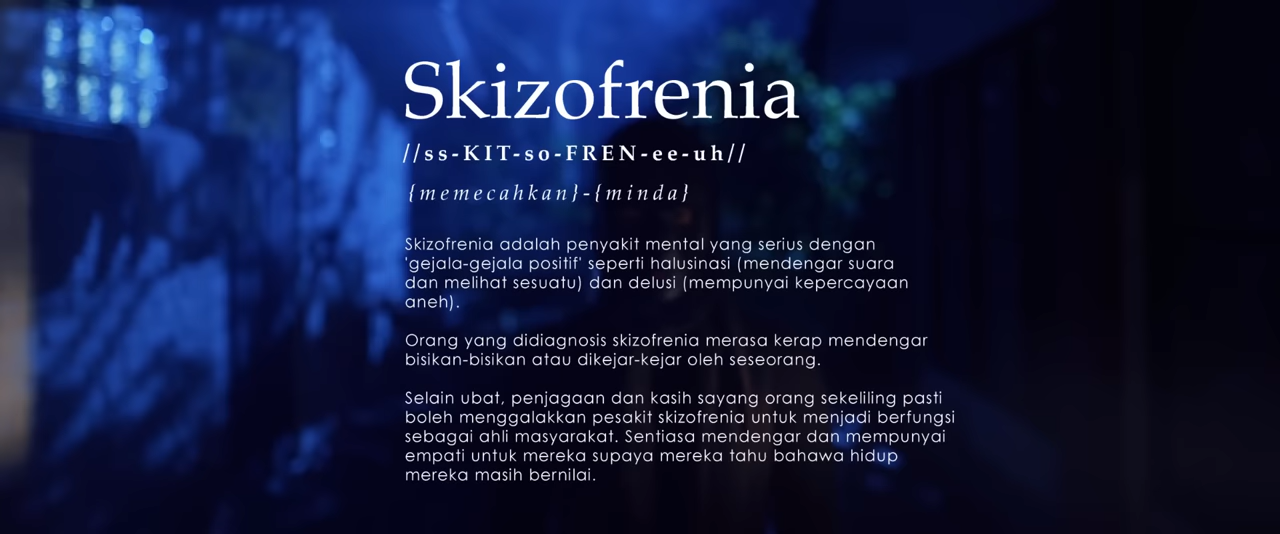 Skizofrenia
//ss-KIT-so-FREN-ee-uh//
{memecahkan}-{minda}
Skizofrenia adalah penyakit mental yang serius dengan
'gejala-gejala positif' seperti halusinasi (mendengar suara
dan melihat sesuatu) dan delusi (mempunyai kepercayaan
aneh).
Orang yang didiagnosis skizofrenia merasa kerap mendengar
bisikan-bisikan atau dikejar-kejar oleh seseorang.
Selain ubat, penjagaan dan kasih sayang orang sekeliling pasti
boleh menggalakkan pesakit skizofrenia untuk menjadi berfungsi
sebagai ahli masyarakat. Sentiasa mendengar dan mempunyai
empati untuk mereka supaya mereka tahu bahawa hidup
mereka masih bernilai.